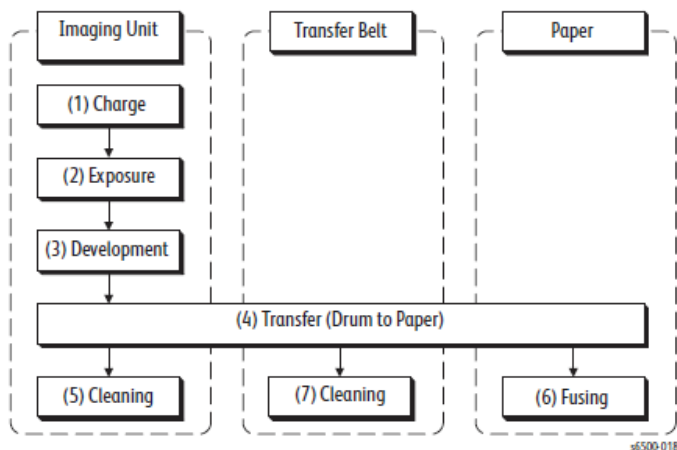 Imaging Unit
Transfer Belt
Paper
(1) Charge
(2) Exposure
(3) Development
(4) Transfer (Drum to Paper)
(5) Cleaning
(7) Cleaning
(6) Fusing
s6500-018